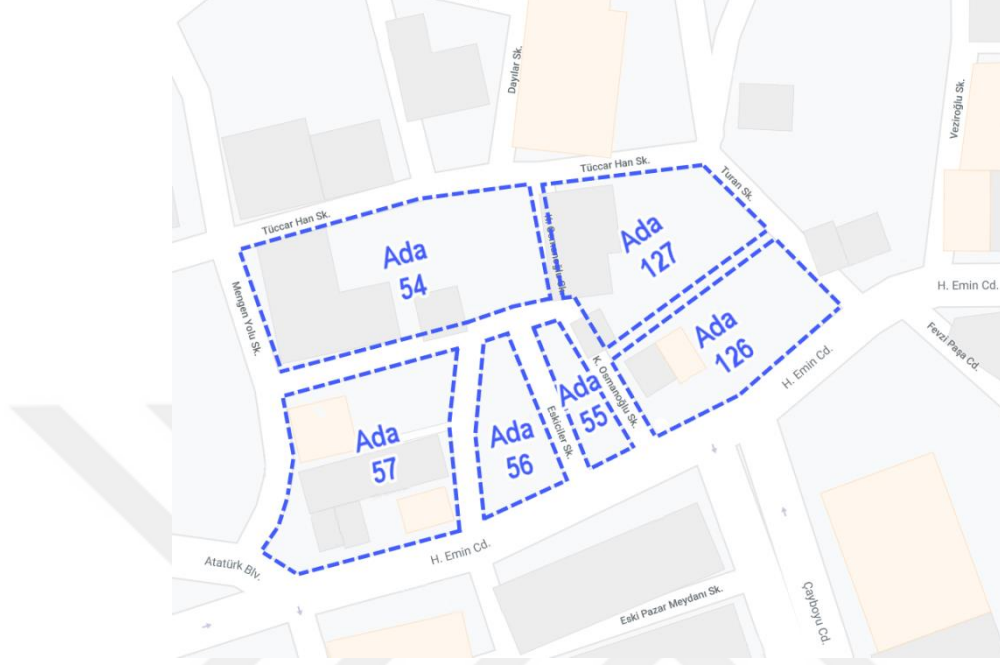 Dayılar Sk.
Veziroğlu Sk.
Tüccar Han Sk.
Turan Sk.
Tüccar Han Sk.
Ada
127
Ada
54
Mengen Yolu Sk.
H. Emin Cd.
Ada
126
Fevzi Paşa Cd.
H. Emin Cd.
K. Osmanoğlu Sk.
Ada
55
Eskiciler Sk.
Ada
56
Ada
57
H. Emin Cd.
Atatürk Blv.
Çayboyu Cd.
Eski Pazar Meydanı Sk.